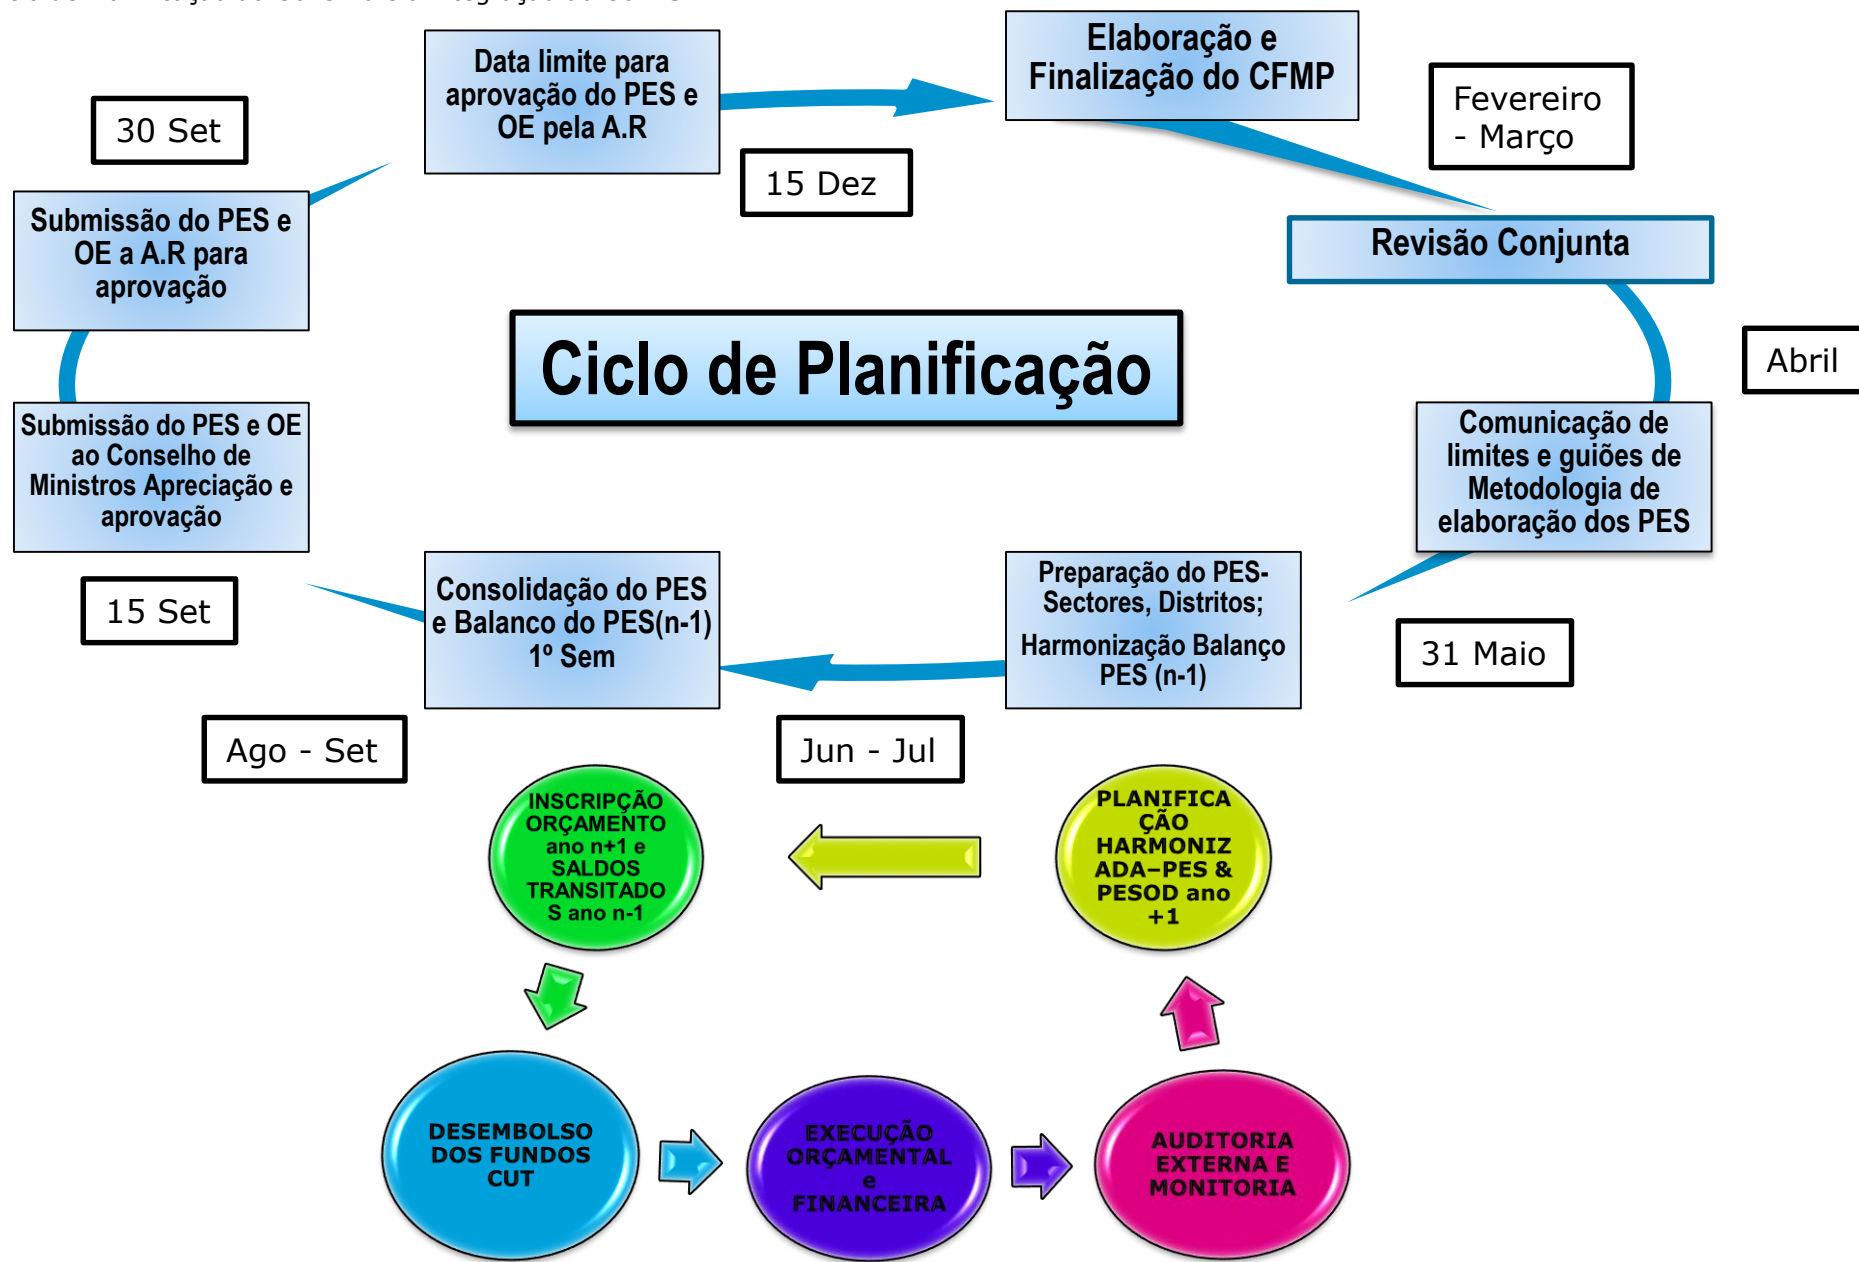 Data limite para
aprovação do PES e
OE pela A.R
Elaboração e
Finalização do CFMP
Fevereiro
- Março
30 Set
15 Dez
Submissão do PES e
OE a A.R para
aprovação
Revisão Conjunta
Ciclo de Planificação
Abril
Submissão do PES e OE
ao Conselho de
Ministros Apreciação e
aprovação
Comunicação de
limites e guiões de
Metodologia de
elaboração dos PES
15 Set
Consolidação do PES
e Balanco do PES(n-1)
1º Sem
Preparação do PES-
Sectores, Distritos;
Harmonização Balanço
PES (n-1)
31 Maio
Ago - Set
Jun - Jul
INSCRIPÇÃO
ORÇAMENTO
ano n+1 e
SALDOS
TRANSITADO
S ano n-1
PLANIFICA
ÇÃO
HARMONIZ
ADA–PES &
PESOD ano
+1
DESEMBOLSO
DOS FUNDOS
CUT
EXECUÇÃO
ORÇAMENTAL
e
FINANCEIRA
AUDITORIA
EXTERNA E
MONITORIA